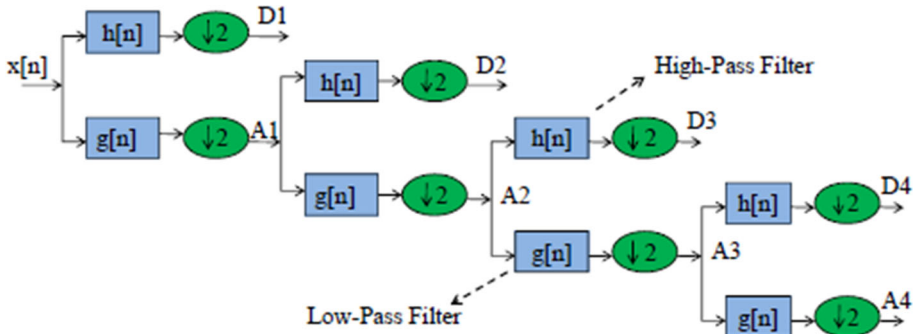 x[n]
h[n]
↓2
D1
g[n]
↓2
A1
h[n]
↓2
D2
g[n]
↓2
A2
High-Pass Filter
h[n]
↓2
D3
g[n]
↓2
A3
Low-Pass Filter
h[n]
↓2
D4
g[n]
↓2
A4